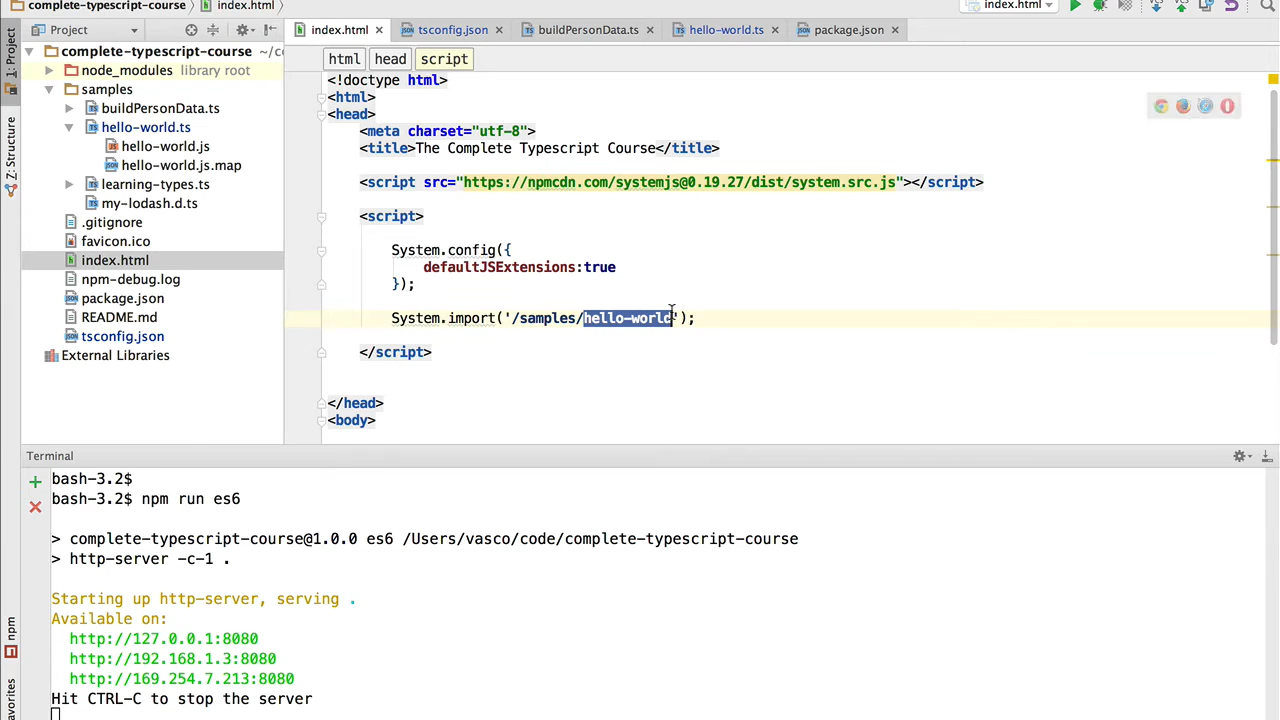 complete-typescript-course
index.html
index.html
Project
index.html
tsconfig.json
buildPersonData.ts
hello-world.ts
package.json
1: Project
Z: Structure
npm
avorites
complete-typescript-course ~/c
node_modules library root
samples
buildPersonData.ts
hello-world.ts
hello-world.js
hello-world.js.map
learning-types.ts
my-lodash.d.ts
.gitignore
favicon.ico
index.html
npm-debug.log
package.json
README.md
tsconfig.json
External Libraries
html head script
<!doctype html>
<html>
<head>
<meta charset="utf-8">
<title>The Complete Typescript Course</title>
<script src="https://npmcdn.com/systemjs@0.19.27/dist/system.src.js"></script>
<script>
System.config({
defaultJSExtensions:true
});
System.import('/samples/hello-world');
</script>
</head>
<body>
Terminal
bash-3.2$
bash-3.2$ npm run es6
> complete-typescript-course@1.0.0 es6 /Users/vasco/code/complete-typescript-course
> http-server -c-1 .
Starting up http-server, serving .
Available on:
http://127.0.0.1:8080
http://192.168.1.3:8080
http://169.254.7.213:8080
Hit CTRL-C to stop the server